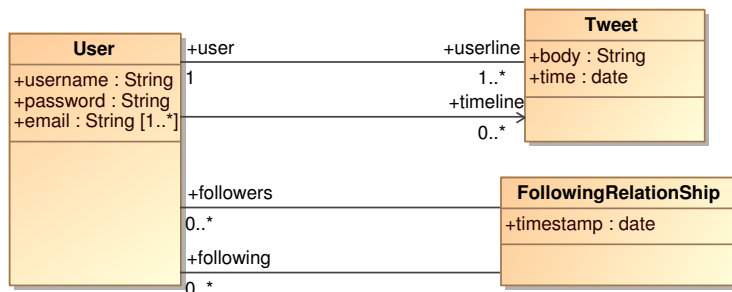 User
+username : String
+password : String
+email : String [1..*]
+user
1
+userline
1..*
+timeline
0..*
Tweet
+body : String
+time : date
+followers
0..*
+following
0..*
FollowingRelationShip
+timestamp : date